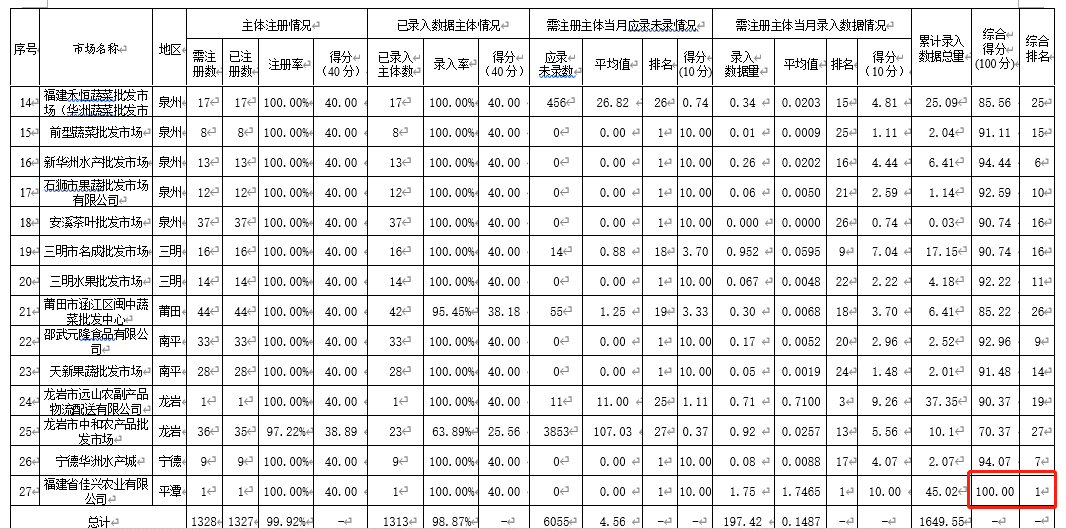 序号 市场名称 地区 主体注册情况 已录入数据主体情况 需注册主体当月应录未录情况 需注册主体当月录入数据情况 累计录入数据总量 综合得分(100分) 综合排名
需注册数 已注册数 注册率 得分(40分) 已录入主体数 录入率 得分(40分) 应录未录数 平均值 排名 得分(10分) 录入数据量 平均值 排名 得分(10分)
14 福建禾恒蔬菜批发市场(华洲蔬菜批发市 泉州 17 17 100.00% 40.00 17 100.00% 40.00 456 26.82 26 0.74 0.34 0.0203 15 4.81 25.09 85.56 25
15 前型蔬菜批发市场 泉州 8 8 100.00% 40.00 8 100.00% 40.00 0 0.00 1 10.00 0.01 0.0009 25 1.11 2.04 91.11 15
16 新华州水产批发市场 泉州 13 13 100.00% 40.00 13 100.00% 40.00 0 0.00 1 10.00 0.26 0.0202 16 4.44 6.41 94.44 6
17 石狮市果蔬批发市场有限公司 泉州 12 12 100.00% 40.00 12 100.00% 40.00 0 0.00 1 10.00 0.06 0.0050 21 2.59 1.14 92.59 10
18 安溪茶叶批发市场 泉州 37 37 100.00% 40.00 37 100.00% 40.00 0 0.00 1 10.00 0.000 0.0000 26 0.74 0.03 90.74 16
19 三明市名成批发市场 三明 16 16 100.00% 40.00 16 100.00% 40.00 14 0.88 18 3.70 0.952 0.0595 9 7.04 17.15 90.74 16
20 三明水果批发市场 三明 14 14 100.00% 40.00 14 100.00% 40.00 0 0.00 1 10.00 0.067 0.0048 22 2.22 4.18 92.22 11
21 莆田市涵江区闽中蔬菜批发中心 莆田 44 44 100.00% 40.00 42 95.45% 38.18 55 1.25 19 3.33 0.30 0.0068 18 3.70 6.41 85.22 26
22 邵武元隆食品有限公司 南平 33 33 100.00% 40.00 33 100.00% 40.00 0 0.00 1 10.00 0.17 0.0052 20 2.96 2.52 92.96 9
23 天新果蔬批发市场 南平 28 28 100.00% 40.00 28 100.00% 40.00 0 0.00 1 10.00 0.05 0.0019 24 1.48 2.01 91.48 14
24 龙岩市远山农副产品物流配送有限公司 龙岩 1 1 100.00% 40.00 1 100.00% 40.00 11 11.00 25 1.11 0.71 0.7100 3 9.26 37.35 90.37 19
25 龙岩市中和农产品批发市场 龙岩 36 35 97.22% 38.89 23 63.89% 25.56 3853 107.03 27 0.37 0.92 0.0257 13 5.56 10.1 70.37 27
26 宁德华洲水产城 宁德 9 9 100.00% 40.00 9 100.00% 40.00 0 0.00 1 10.00 0.08 0.0088 17 4.07 2.07 94.07 7
27 福建省佳兴农业有限公司 平潭 1 1 100.00% 40.00 1 100.00% 40.00 0 0.00 1 10.00 1.75 1.7465 1 10.00 45.02 100.00 1
总计 1328 1327 99.92% - 1313 98.87% - 6055 4.56 - - 197.42 0.1487 - - 1649.55 - -